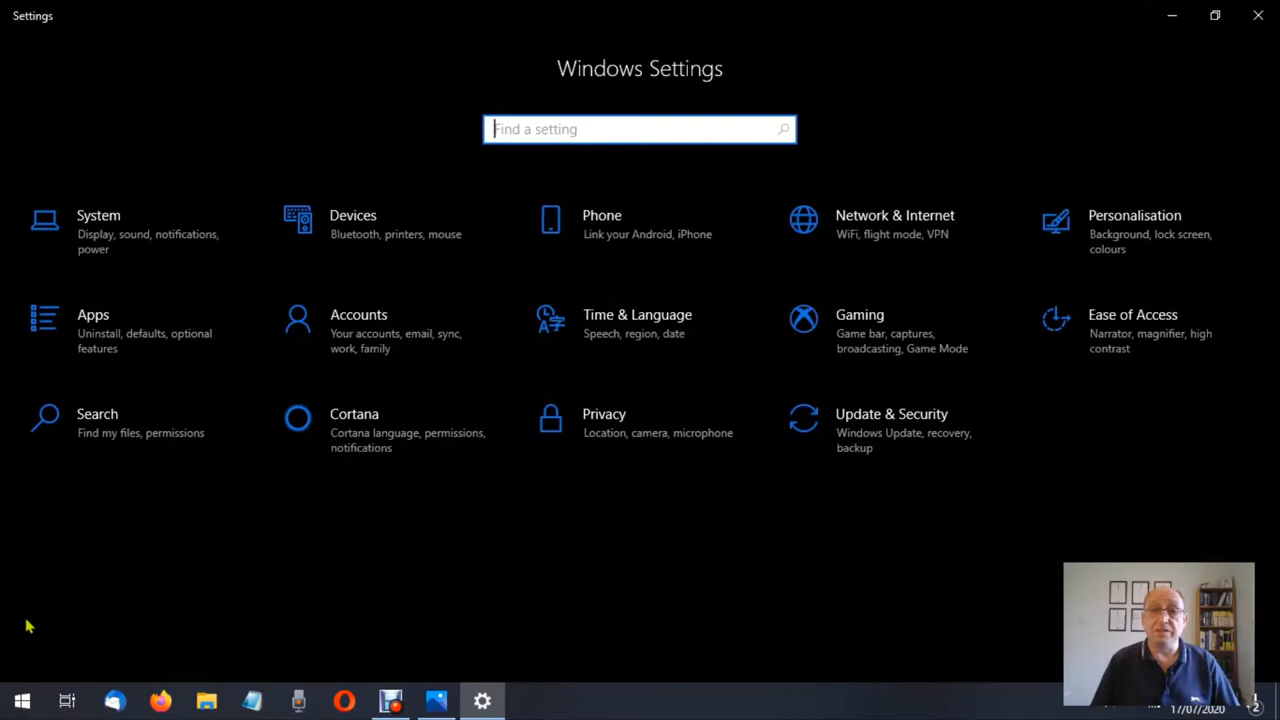 Settings
Windows Settings
Find a setting
System
Display, sound, notifications,
power
Devices
Bluetooth, printers, mouse
Phone
Link your Android, iPhone
Network & Internet
WiFi, flight mode, VPN
Personalisation
Background, lock screen,
colours
Apps
Uninstall, defaults, optional
features
Accounts
Your accounts, email, sync,
work, family
Time & Language
Speech, region, date
Gaming
Game bar, captures,
broadcasting, Game Mode
Ease of Access
Narrator, magnifier, high
contrast
Search
Find my files, permissions
Cortana
Cortana language, permissions,
notifications
Privacy
Location, camera, microphone
Update & Security
Windows Update, recovery,
backup
17/07/2020
2